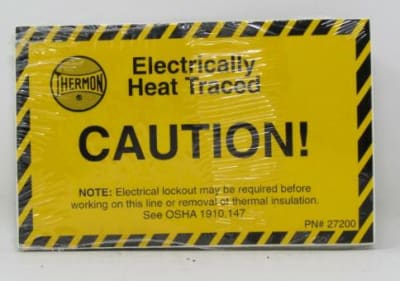 THERMON
®
Electrically
Heat Traced
CAUTION!
NOTE: Electrical lockout may be required before
working on this line or removal of thermal insulation.
See OSHA 1910.147
PN# 27200